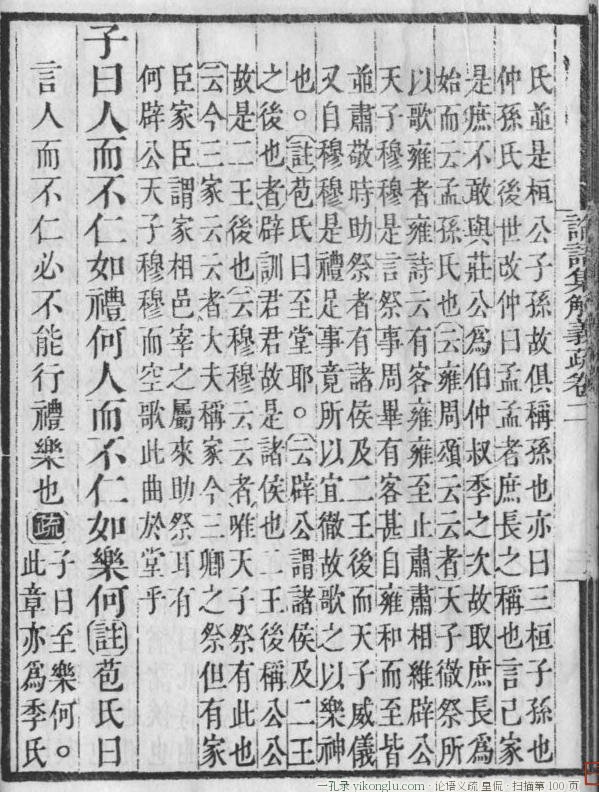 論語集解義疏卷二
氏並是桓公子孫故俱稱孫也亦曰三桓子孫也
仲孫氏後世改仲曰孟孟者庶長之稱也言己家
是庶不敢與莊公爲伯仲叔季之次故取庶長爲
始而云孟孫氏也(云雍周頌云云者)天子徹祭所
以歌雍者雍詩云有客雍雍至止肅肅相維辟公
天子穆穆是言祭事周畢有客甚自雍和而至皆
並肅敬時助祭者有諸侯及二王後而天子威儀
又自穆穆是禮足事竟所以宜徹故歌之以樂神
也。(註)苞氏曰至堂耶。(云辟公謂諸侯及二王
之後也者)辟訓君君故是諸侯也二王後稱公公
故是二王後也(云穆穆云云者)唯天子祭有此也
(云今三家云云者)大夫稱家今三卿之祭但有家
臣家臣謂家相邑宰之屬來助祭耳有
何辟公天子穆穆而空歌此曲於堂乎
子曰人而不仁如禮何人而不仁如樂何(註)苞氏曰
言人而不仁必不能行禮樂也疏
子曰至樂何。
此章亦爲季氏
一孔录 yikonglu.com · 论语义疏 皇侃 · 扫描第 100 页